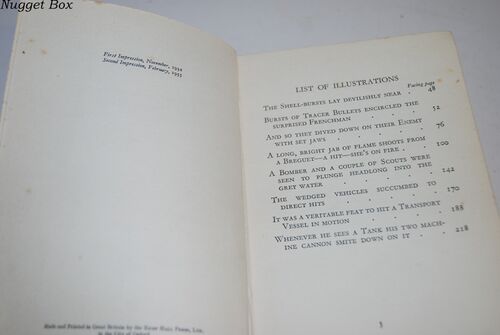 Nugget Box
First Impression, November, 1952
Second Impression, February, 1955
Made and Printed in Great Britain by
LIST OF ILLUSTRATIONS
Facing page
THE SHELL-BURSTS LAY DEVILISHLY NEAR . 48
BURSTS OF TRACER BULLETS ENCIRCLED THE
SURPRISED FRENCHMAN . . . . 52
AND SO THEY DIVED DOWN ON THEIR ENEMY
WITH SET JAWS . . . . . 76
A LONG, BRIGHT JAB OF FLAME SHOOTS FROM
A BREGUET—A HIT—SHE'S ON FIRE . . 100
A BOMBER AND A COUPLE OF SCOUTS WERE
SEEN TO PLUNGE HEADLONG INTO THE
GREY WATER . . . . . 142
THE WEDGED VEHICLES SUCCUMBED TO
DIRECT HITS . . . . . 170
IT WAS A VERITABLE FEAT TO HIT A TRANSPORT
VESSEL IN MOTION . . . . 188
WHENEVER HE SEES A TANK HIS TWO MACHINE
CANNON SMITE DOWN ON IT . . 218